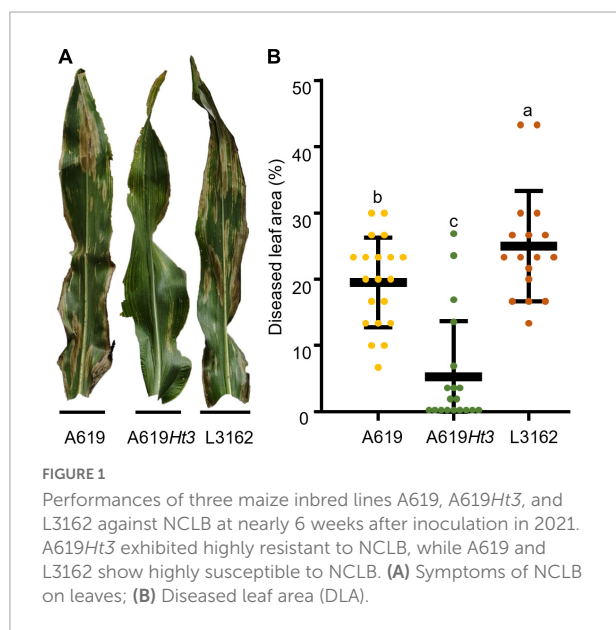 A
B
50
40
30
20
10
0
Diseased leaf area (%)
b
c
a
A619
A619Ht3
L3162
A619
A619Ht3
L3162
FIGURE 1
Performances of three maize inbred lines A619, A619Ht3, and
L3162 against NCLB at nearly 6 weeks after inoculation in 2021.
A619Ht3 exhibited highly resistant to NCLB, while A619 and
L3162 show highly susceptible to NCLB. (A) Symptoms of NCLB
on leaves; (B) Diseased leaf area (DLA).